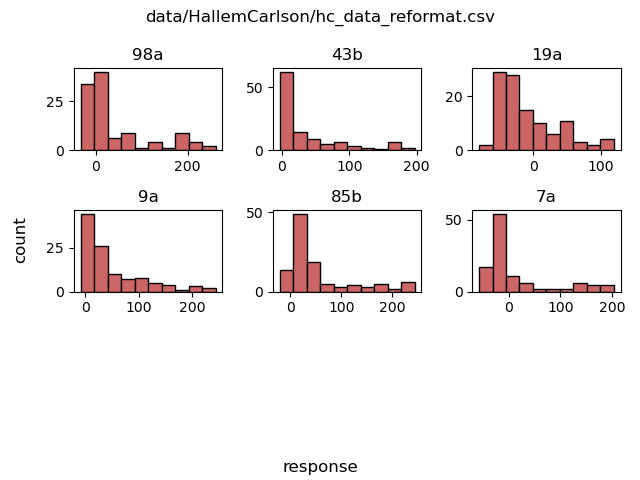 data/HallemCarlson/hc_data_reformat.csv
98a 43b 19a
25 0 0 200
50 0 0 100 200
20 0 0 100
9a 85b 7a
25 0 0 100 200
50 0 0 100 200
50 0 0 100 200
count
response